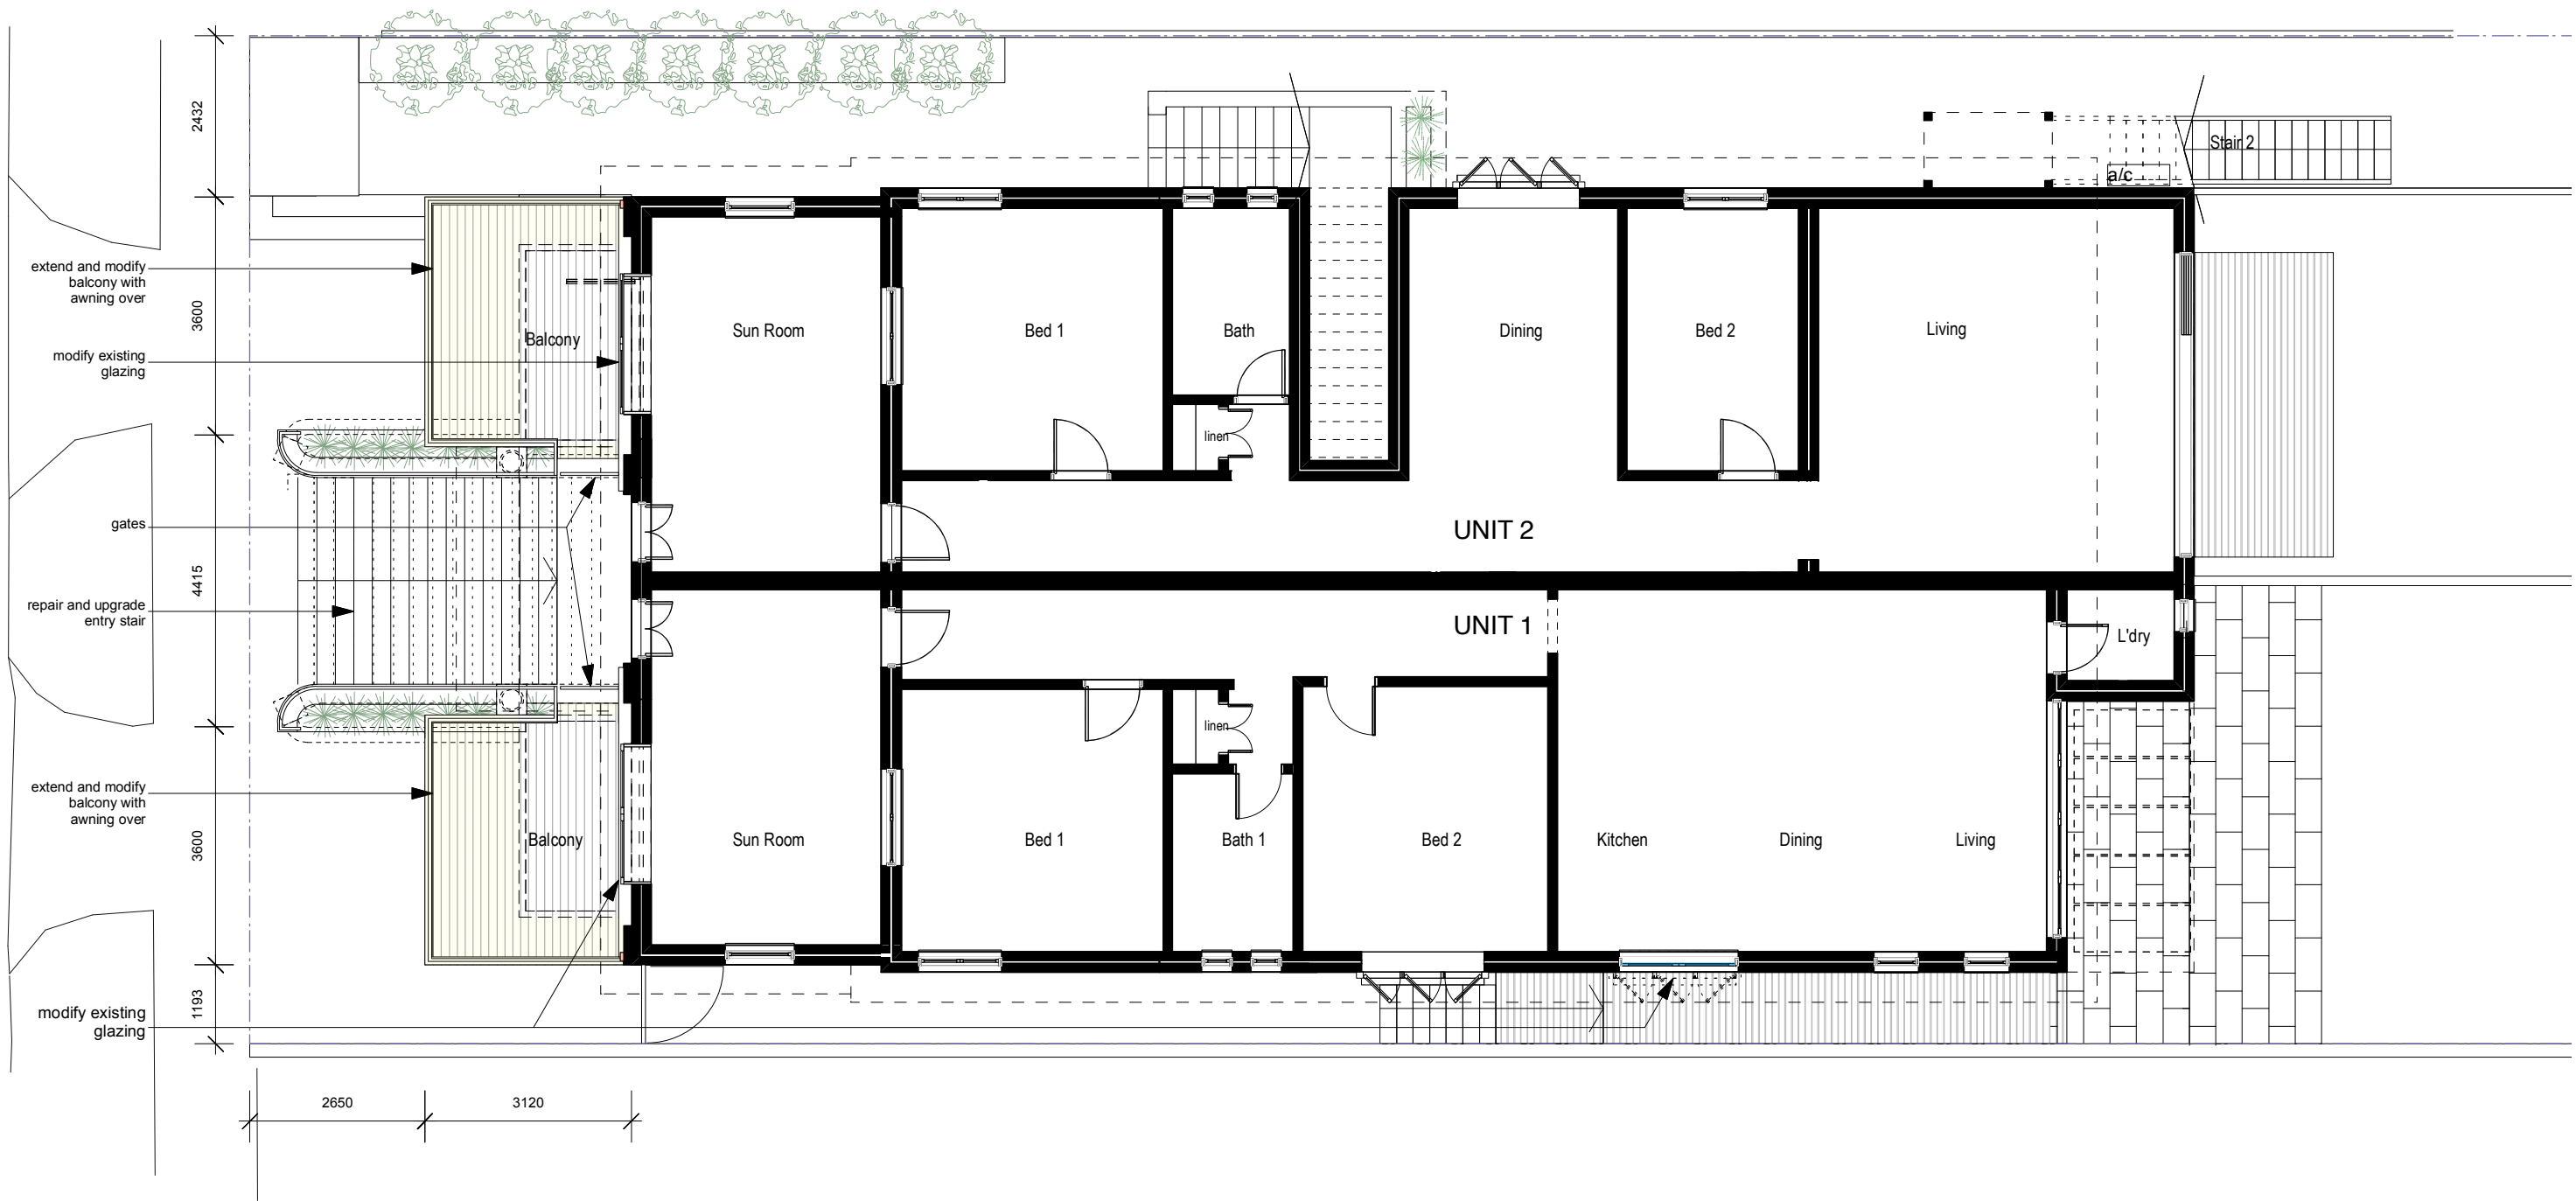 2432
Stair 2
a/c
extend and modify
balcony with
awning over
3600
modify existing
glazing
Balcony
Sun Room
Bed 1
Bath
linen
Dining
Bed 2
Living
gates
UNIT 2
4415
repair and upgrade
entry stair
UNIT 1
L'dry
linen
extend and modify
balcony with
awning over
3600
Balcony
Sun Room
Bed 1
Bath 1
Bed 2
Kitchen
Dining
Living
1193
modify existing
glazing
2650
3120